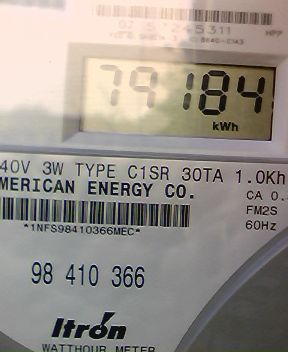 79184
kWh
40V 3W TYPE C1SR 30TA 1.0Kh
MERICAN ENERGY CO.
CA 0.
FM2S
60Hz
*1NFS98410366MEC*
98 410 366
Itrón
WATTHOUR METER